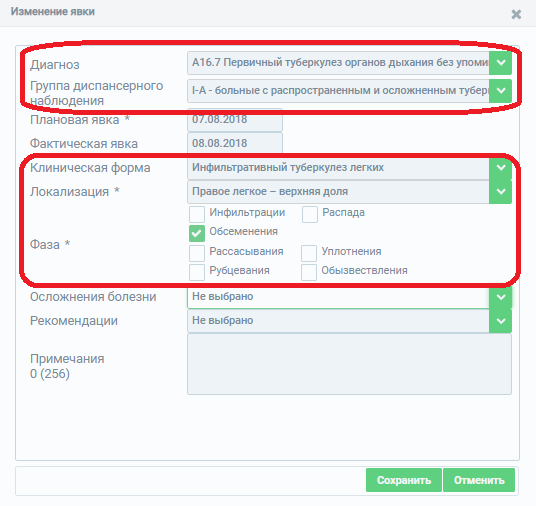 Изменение явки
Диагноз A16.7 Первичный туберкулез органов дыхания без упоми
Группа диспансерного наблюдения I-А - больные с распространенным и осложненным тубер
Плановая явка * 07.08.2018
Фактическая явка 08.08.2018
Клиническая форма Инфильтративный туберкулез легких
Локализация * Правое легкое – верхняя доля
Фаза *
Инфильтрации Распада
Обсеменения
Рассасывания Уплотнения
Рубцевания Обызвествления
Осложнения болезни Не выбрано
Рекомендации Не выбрано
Примечания
0 (256)
Сохранить Отменить